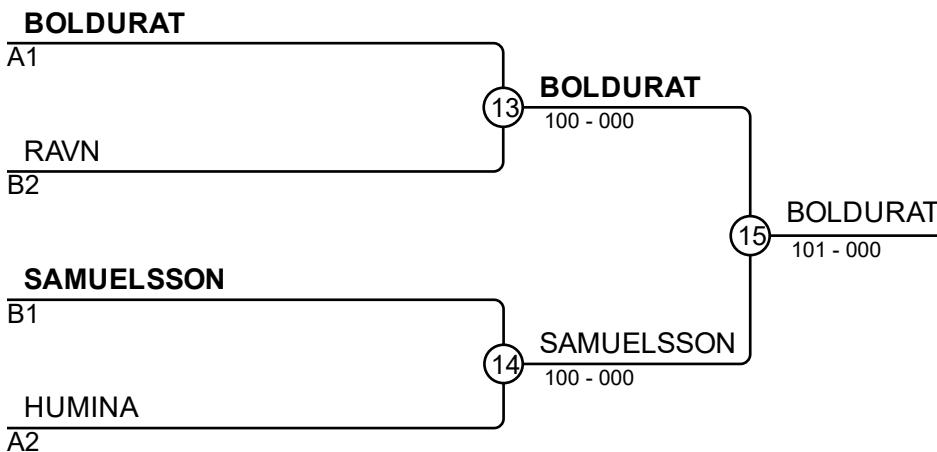 BOLDURAT
A1
13
BOLDURAT
100 - 000
RAVN
B2
15
BOLDURAT
101 - 000
SAMUELSSON
B1
14
SAMUELSSON
100 - 000
HUMINA
A2